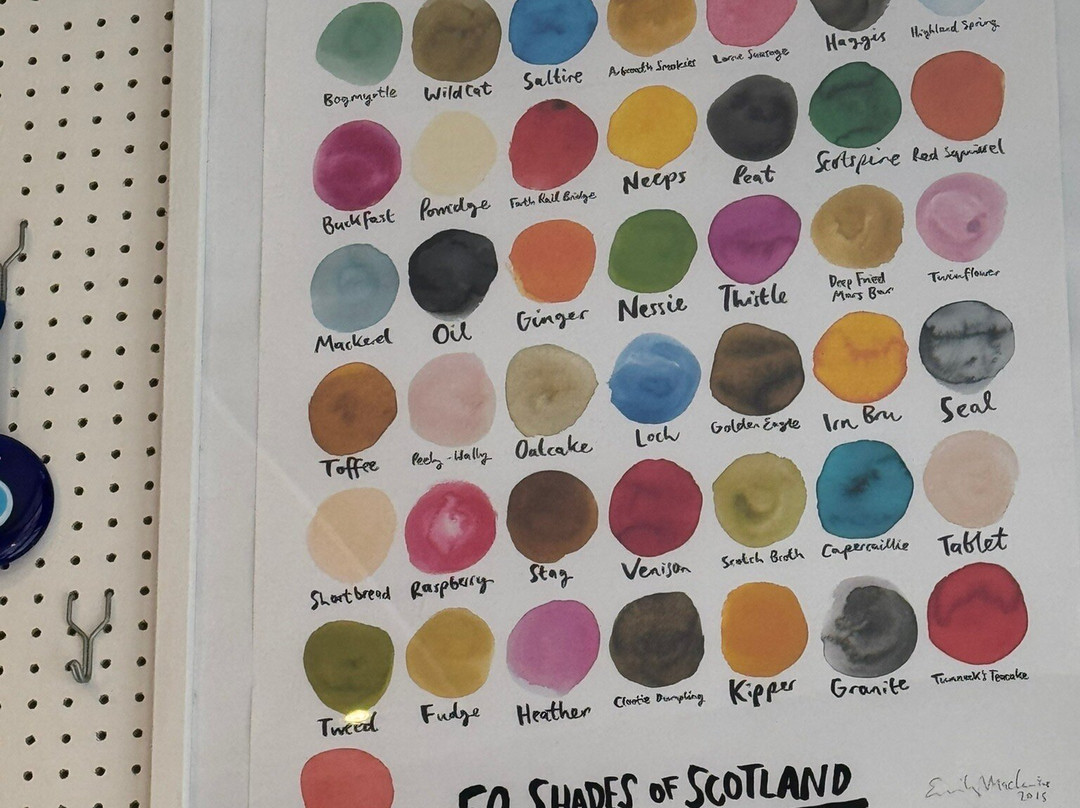 Bogmyrtle
Wildcat
Saltire
Arbroath Smokies
Lorne Sausage
Haggis
Highland Spring
Buckfast
Porridge
Forth Rail Bridge
Neeps
Peat
Scotspine
Red Squirrel
Mackerel
Oil
Ginger
Nessie
Thistle
Deep Fried
Mars Bar
Twinflower
Toffee
Peely-Wally
Oatcake
Loch
Golden Eagle
Irn Bru
Seal
Shortbread
Raspberry
Stag
Venison
Scotch Broth
Capercaillie
Tablet
Tweed
Fudge
Heather
Clootie Dumpling
Kipper
Granite
Tunnock's Teacake
50 SHADES OF SCOTLAND
2015